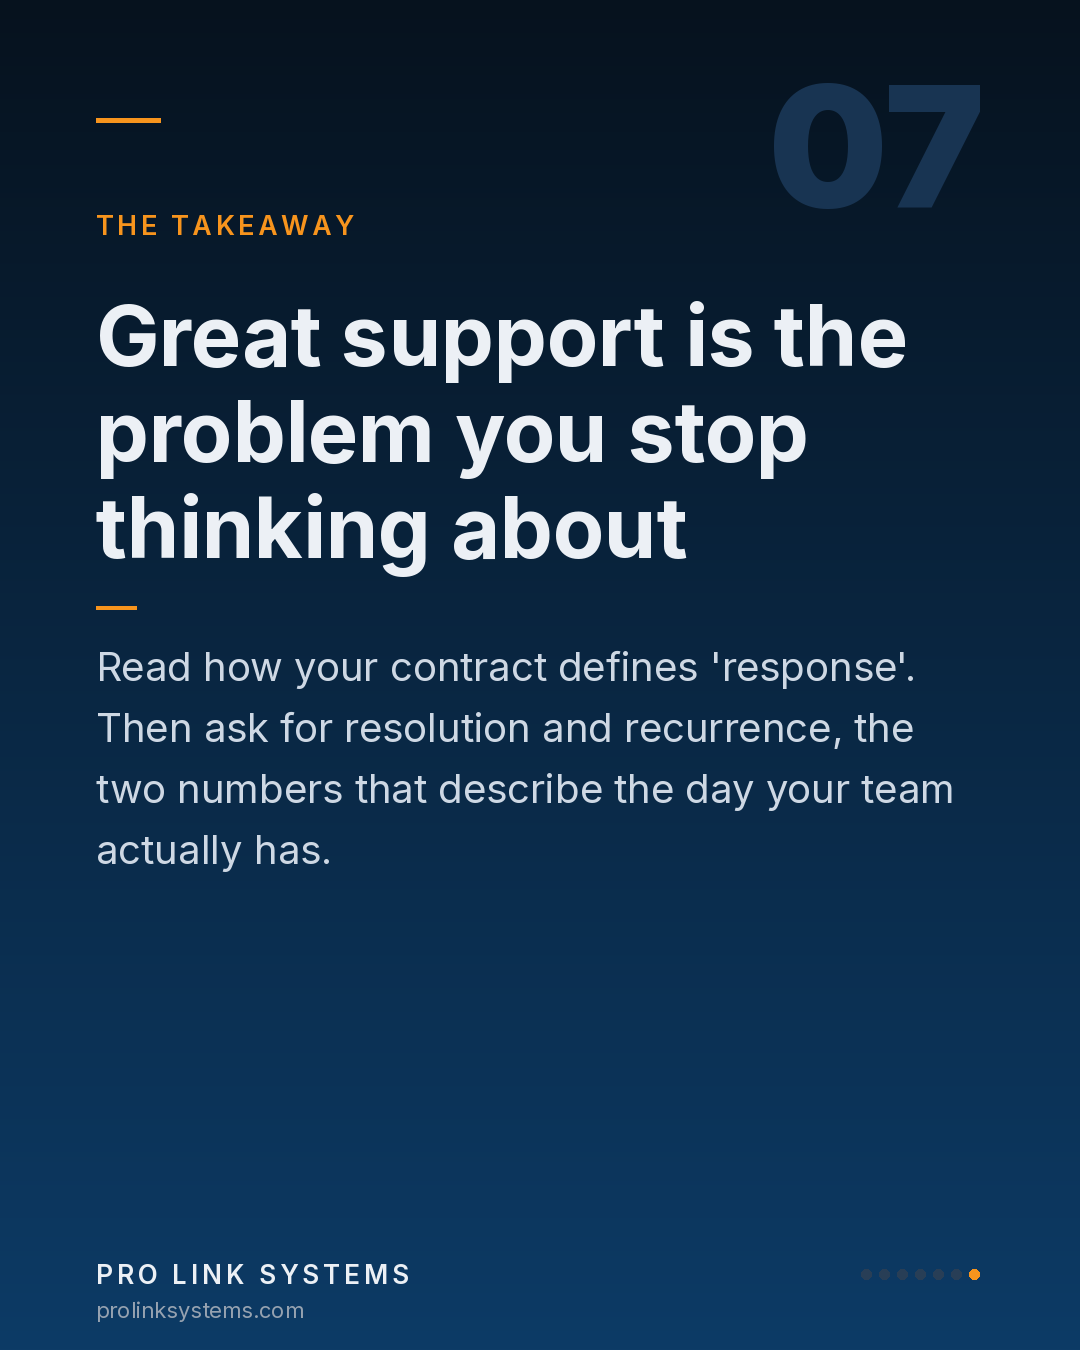 07
THE TAKEAWAY
Great support is the
problem you stop
thinking about
Read how your contract defines 'response'.
Then ask for resolution and recurrence, the
two numbers that describe the day your team
actually has.
PRO LINK SYSTEMS
prolinksystems.com